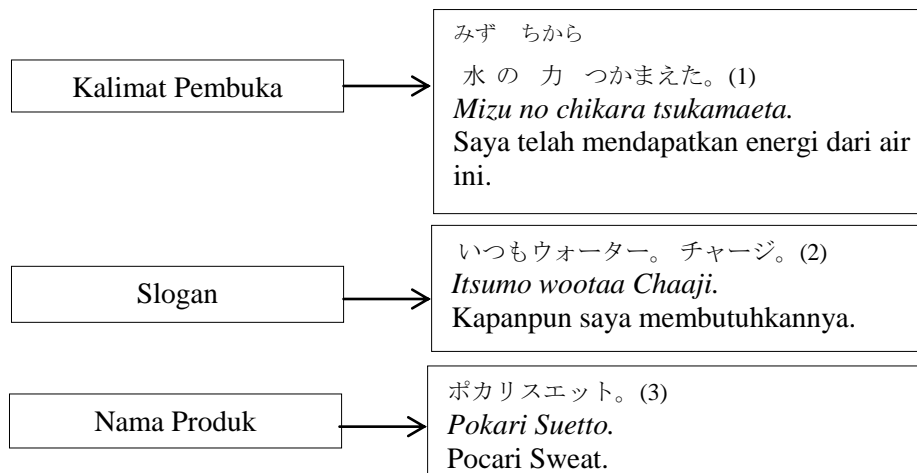 Kalimat Pembuka
みず ちから
水 の 力 つかまえた。(1)
Mizu no chikara tsukamaeta.
Saya telah mendapatkan energi dari air
ini.
Slogan
いつもウォーター。 チャージ。(2)
Itsumo wootaa Chaaji.
Kapanpun saya membutuhkannya.
Nama Produk
ポカリスエット。(3)
Pokari Suetto.
Pocari Sweat.